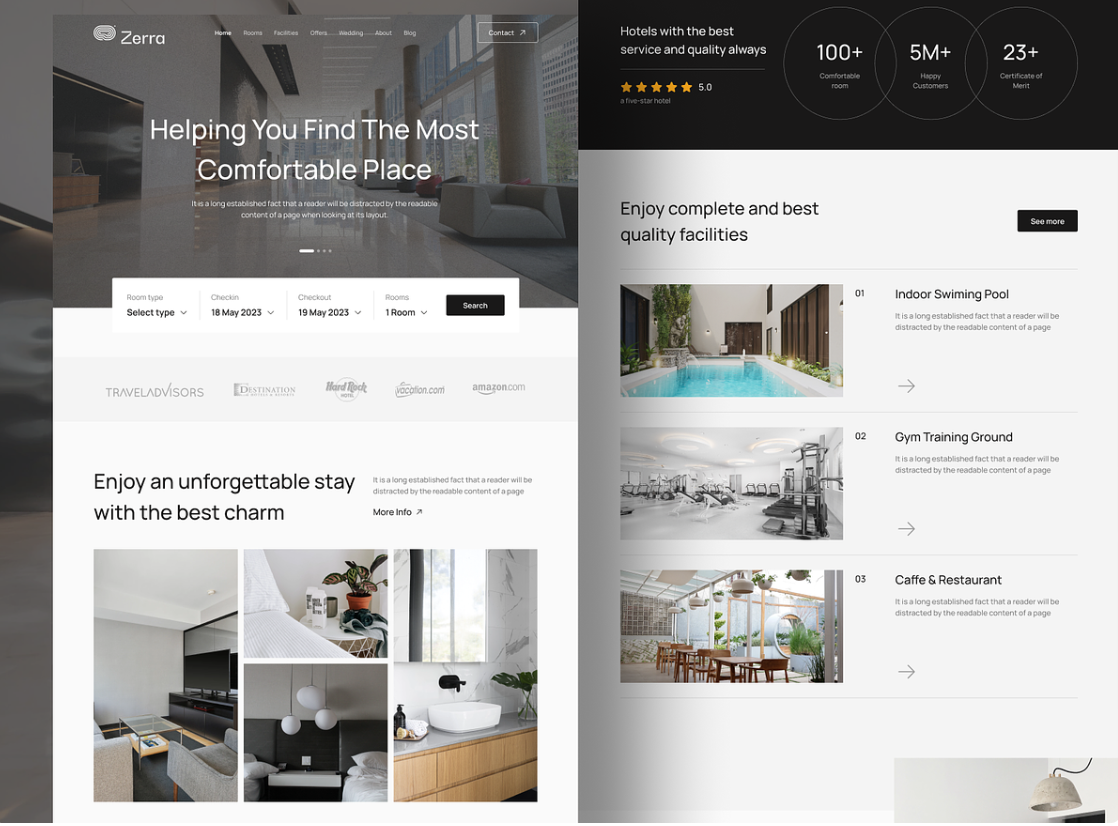 Zerra
Home Rooms Facilities Offers Wedding About Blog
Contact
Helping You Find The Most
Comfortable Place
It is a long established fact that a reader will be distracted by the readable
content of a page when looking at its layout.
Room type
Select type
Checkin
18 May 2023
Checkout
19 May 2023
Rooms
1 Room
Search
TRAVELADVISORS
DESTINATION
HOTELS & RESORTS
Hard Rock
HOTEL
vacation.com
amazon.com
Enjoy an unforgettable stay
with the best charm
It is a long established fact that a reader will be
distracted by the readable content of a page
More Info
Hotels with the best
service and quality always
5.0
a five-star hotel
100+
Comfortable
room
5M+
Happy
Customers
23+
Certificate of
Merit
Enjoy complete and best
quality facilities
See more
01
Indoor Swiming Pool
It is a long established fact that a reader will be
distracted by the readable content of a page
02
Gym Training Ground
It is a long established fact that a reader will be
distracted by the readable content of a page
03
Caffe & Restaurant
It is a long established fact that a reader will be
distracted by the readable content of a page